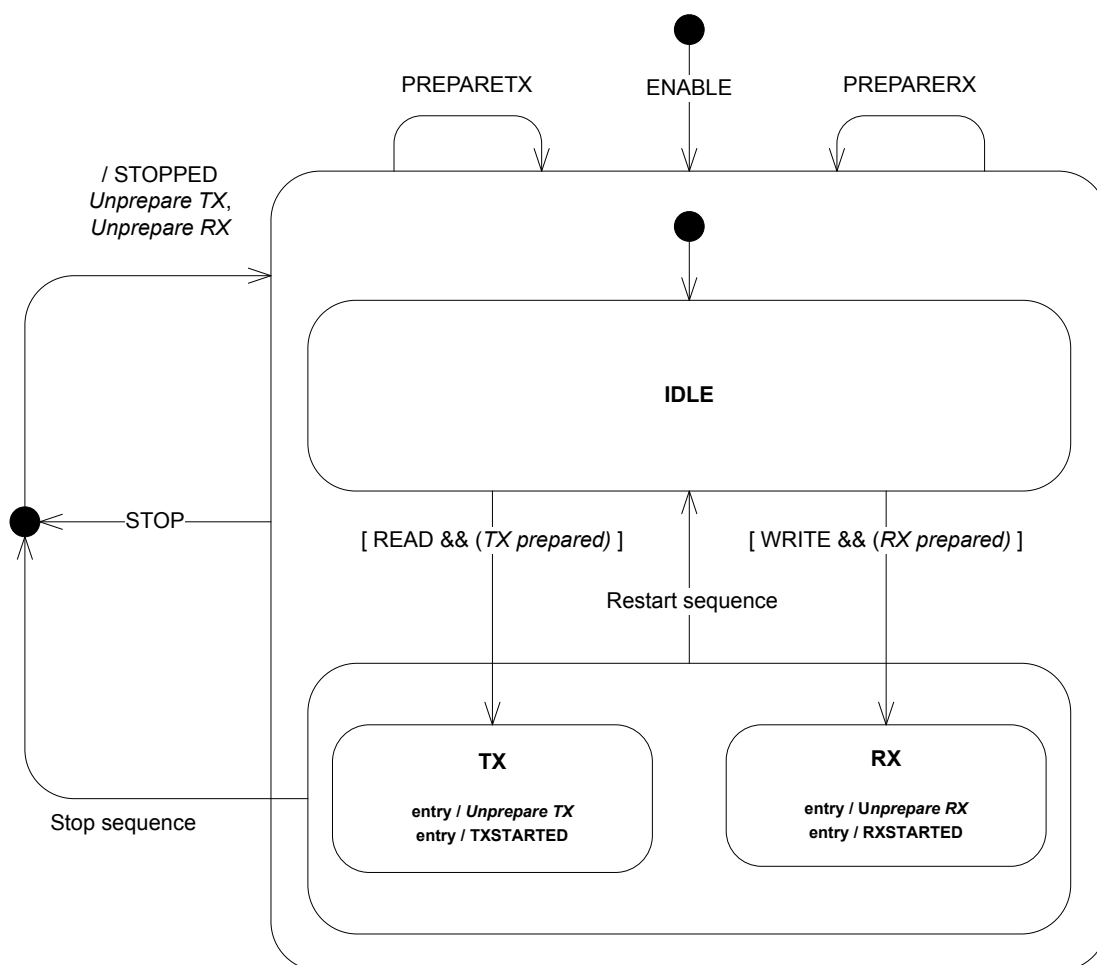 PREPARETX
ENABLE
PREPARERX
/ STOPPED
Unprepare TX,
Unprepare RX
IDLE
STOP
[ READ && (TX prepared) ]
[ WRITE && (RX prepared) ]
Restart sequence
TX
entry / Unprepare TX
entry / TXSTARTED
RX
entry / Unprepare RX
entry / RXSTARTED
Stop sequence